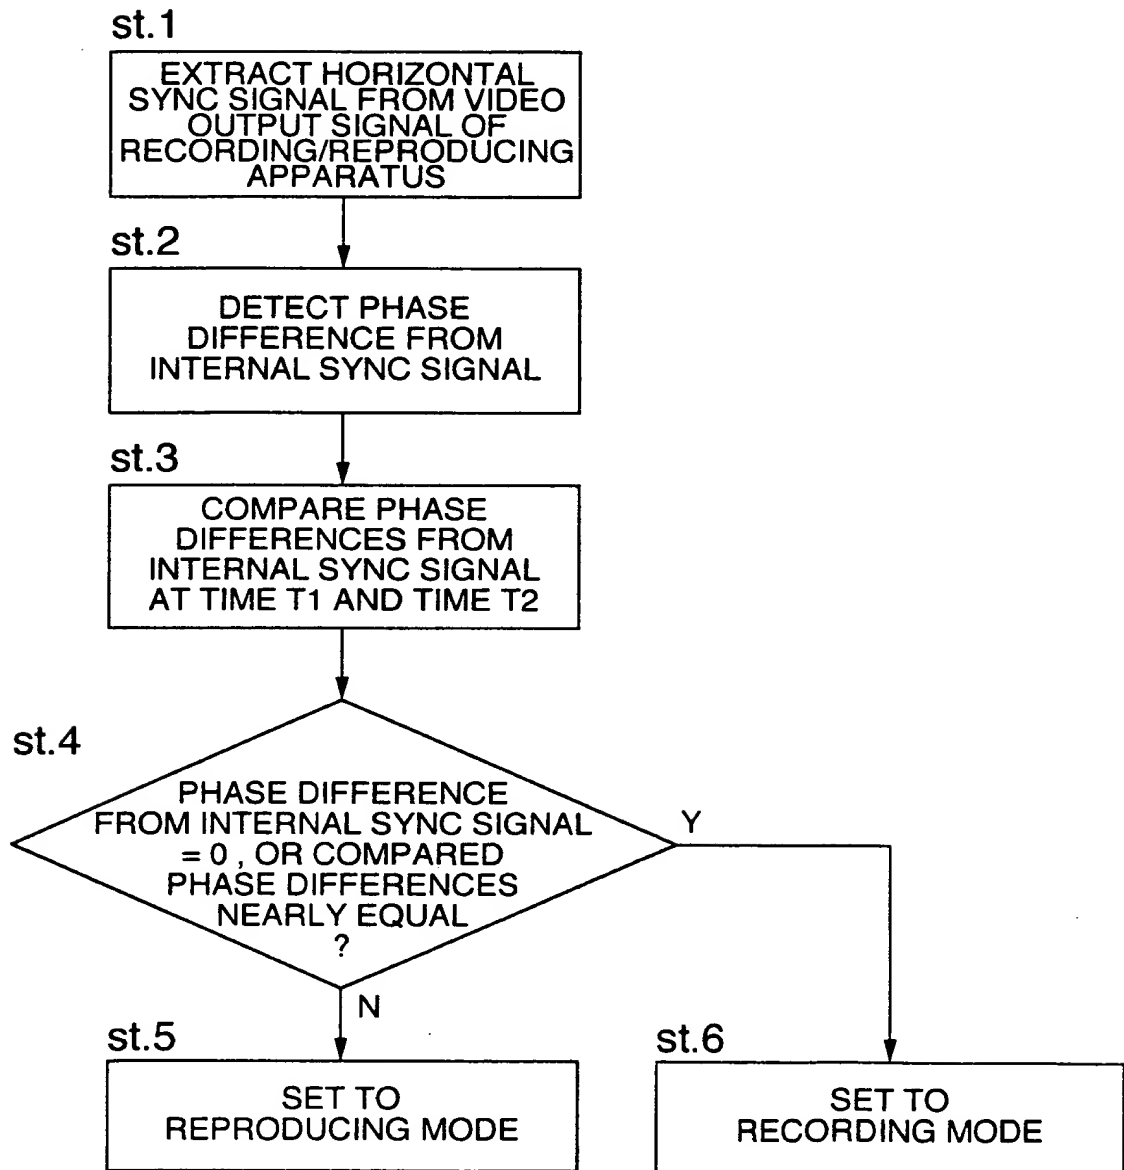 st.1
EXTRACT HORIZONTAL
SYNC SIGNAL FROM VIDEO
OUTPUT SIGNAL OF
RECORDING/REPRODUCING
APPARATUS
st.2
DETECT PHASE
DIFFERENCE FROM
INTERNAL SYNC SIGNAL
st.3
COMPARE PHASE
DIFFERENCES FROM
INTERNAL SYNC SIGNAL
AT TIME T1 AND TIME T2
st.4
PHASE DIFFERENCE
FROM INTERNAL SYNC SIGNAL
= 0 , OR COMPARED
PHASE DIFFERENCES
NEARLY EQUAL
?
Y
N
st.5
SET TO
REPRODUCING MODE
st.6
SET TO
RECORDING MODE